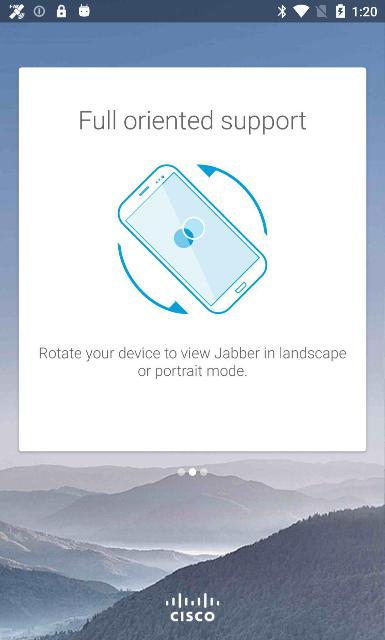 1:20
Full oriented support
Rotate your device to view Jabber in landscape
or portrait mode.
CISCO